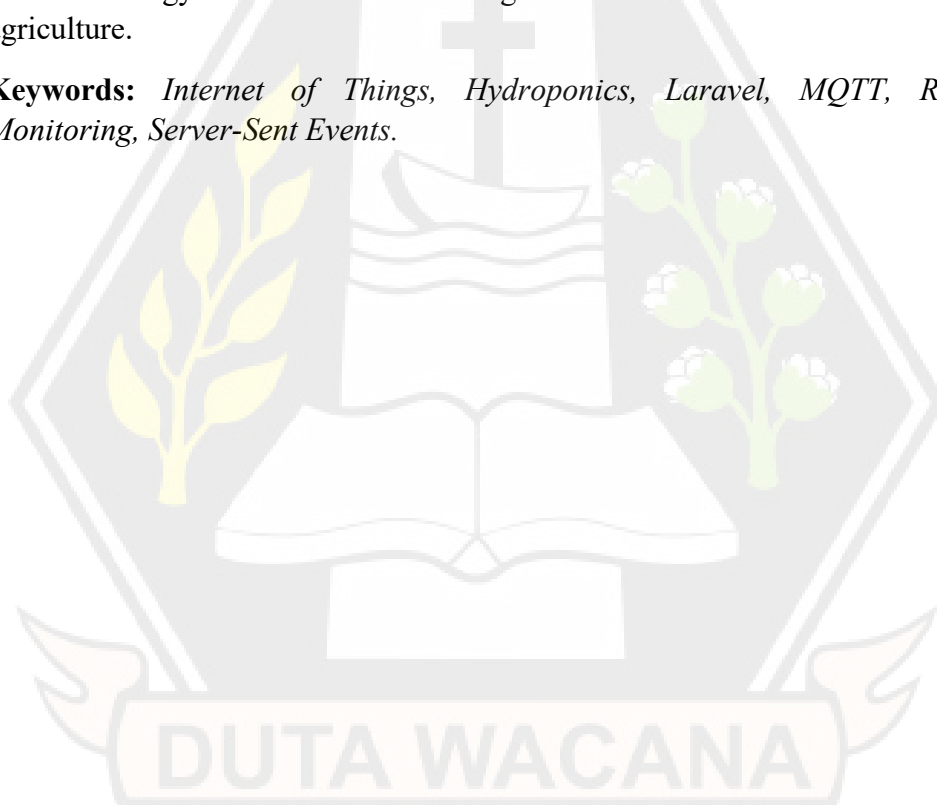 agriculture.
Keywords: Internet of Things, Hydroponics, Laravel, MQTT,
Monitoring, Server-Sent Events.
DUTA WACANA